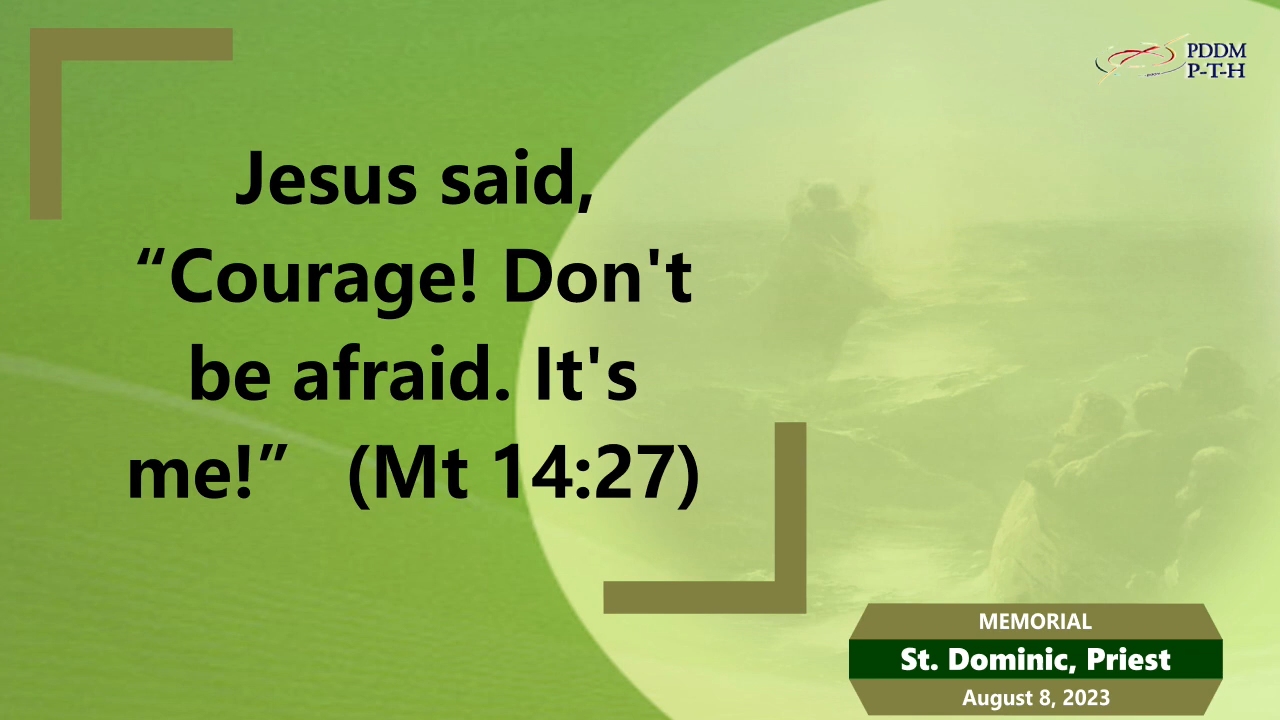 PDDM
P-T-H
Jesus said,
“Courage! Don't
be afraid. It's
me!” (Mt 14:27)
MEMORIAL
St. Dominic, Priest
August 8, 2023